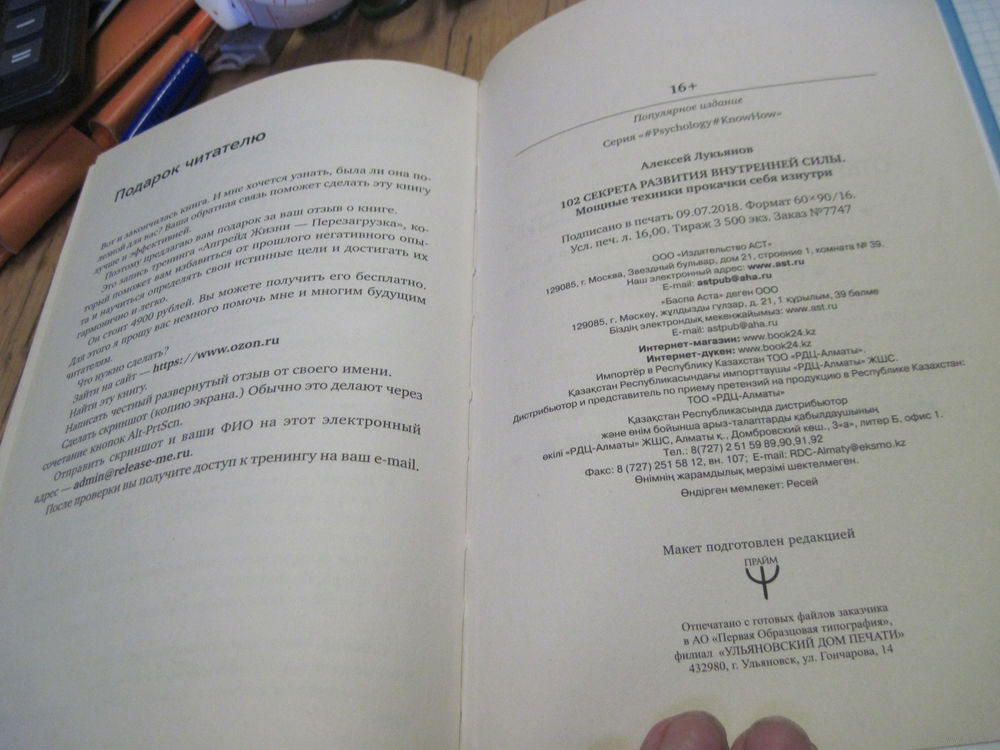 Подарок читателю
Вот и закончилась книга. И мне хочется узнать, была ли она по-
лезной для вас? Ваша обратная связь поможет сделать эту книгу
лучше и эффективней.
Поэтому предлагаю вам подарок за ваш отзыв о книге.
Это запись тренинга «Апгрейд Жизни — Перезагрузка», ко-
торый поможет вам избавиться от прошлого негативного опы-
та и научиться определять свои истинные цели и достигать их
гармонично и легко.
Он стоит 4900 рублей. Вы можете получить его бесплатно.
Для этого я прошу вас немного помочь мне и многим будущим
читателям.
Что нужно сделать?
Зайти на сайт — https://www.ozon.ru
Найти эту книгу.
Написать честный развернутый отзыв от своего имени.
Сделать скриншот (копию экрана.) Обычно это делают через
сочетание кнопок Alt-PrtScn.
Отправить скриншот и ваши ФИО на этот электронный
адрес — admin@release-me.ru.
После проверки вы получите доступ к тренингу на ваш e-mail.
16+
Популярное издание
Серия «#Psychology#KnowHow»
Алексей Лукьянов
102 СЕКРЕТА РАЗВИТИЯ ВНУТРЕННЕЙ СИЛЫ.
Мощные техники прокачки себя изнутри
Подписано в печать 09.07.2018. Формат 60×90/16.
Усл. печ. л. 16,00. Тираж 3 500 экз. Заказ №7747
ООО «Издательство АСТ»
129085, г. Москва, Звездный бульвар, дом 21, строение 1, комната № 39.
Наш электронный адрес: www.ast.ru
E-mail: astpub@aha.ru
«Баспа Аста» деген ООО
129085, г. Мәскеу, жұлдызды гүлзар, д. 21, 1 құрылым, 39 бөлме
Біздің электрондық мекенжайымыз: www.ast.ru
E-mail: astpub@aha.ru
Интернет-магазин: www.book24.kz
Интернет-дүкен: www.book24.kz
Импортёр в Республику Казахстан ТОО «РДЦ-Алматы».
Қазақстан Республикасындағы импорттаушы «РДЦ-Алматы» ЖШС.
Дистрибьютор и представитель по приему претензий на продукцию в Республике Казахстан:
ТОО «РДЦ-Алматы»
Қазақстан Республикасында дистрибьютор
және өнім бойынша арыз-талаптарды қабылдаушының
өкілі «РДЦ-Алматы» ЖШС, Алматы қ., Домбровский көш., 3«а», литер Б, офис 1.
Тел.: 8(727) 2 51 59 89,90,91,92
Факс: 8 (727) 251 58 12, вн. 107; E-mail: RDC-Almaty@eksmo.kz
Өнімнің жарамдылық мерзімі шектелмеген.
Өндірген мемлекет: Ресей
Макет подготовлен редакцией
ПРАЙМ
Отпечатано с готовых файлов заказчика
в АО «Первая Образцовая типография»,
филиал «УЛЬЯНОВСКИЙ ДОМ ПЕЧАТИ»
432980, г. Ульяновск, ул. Гончарова, 14